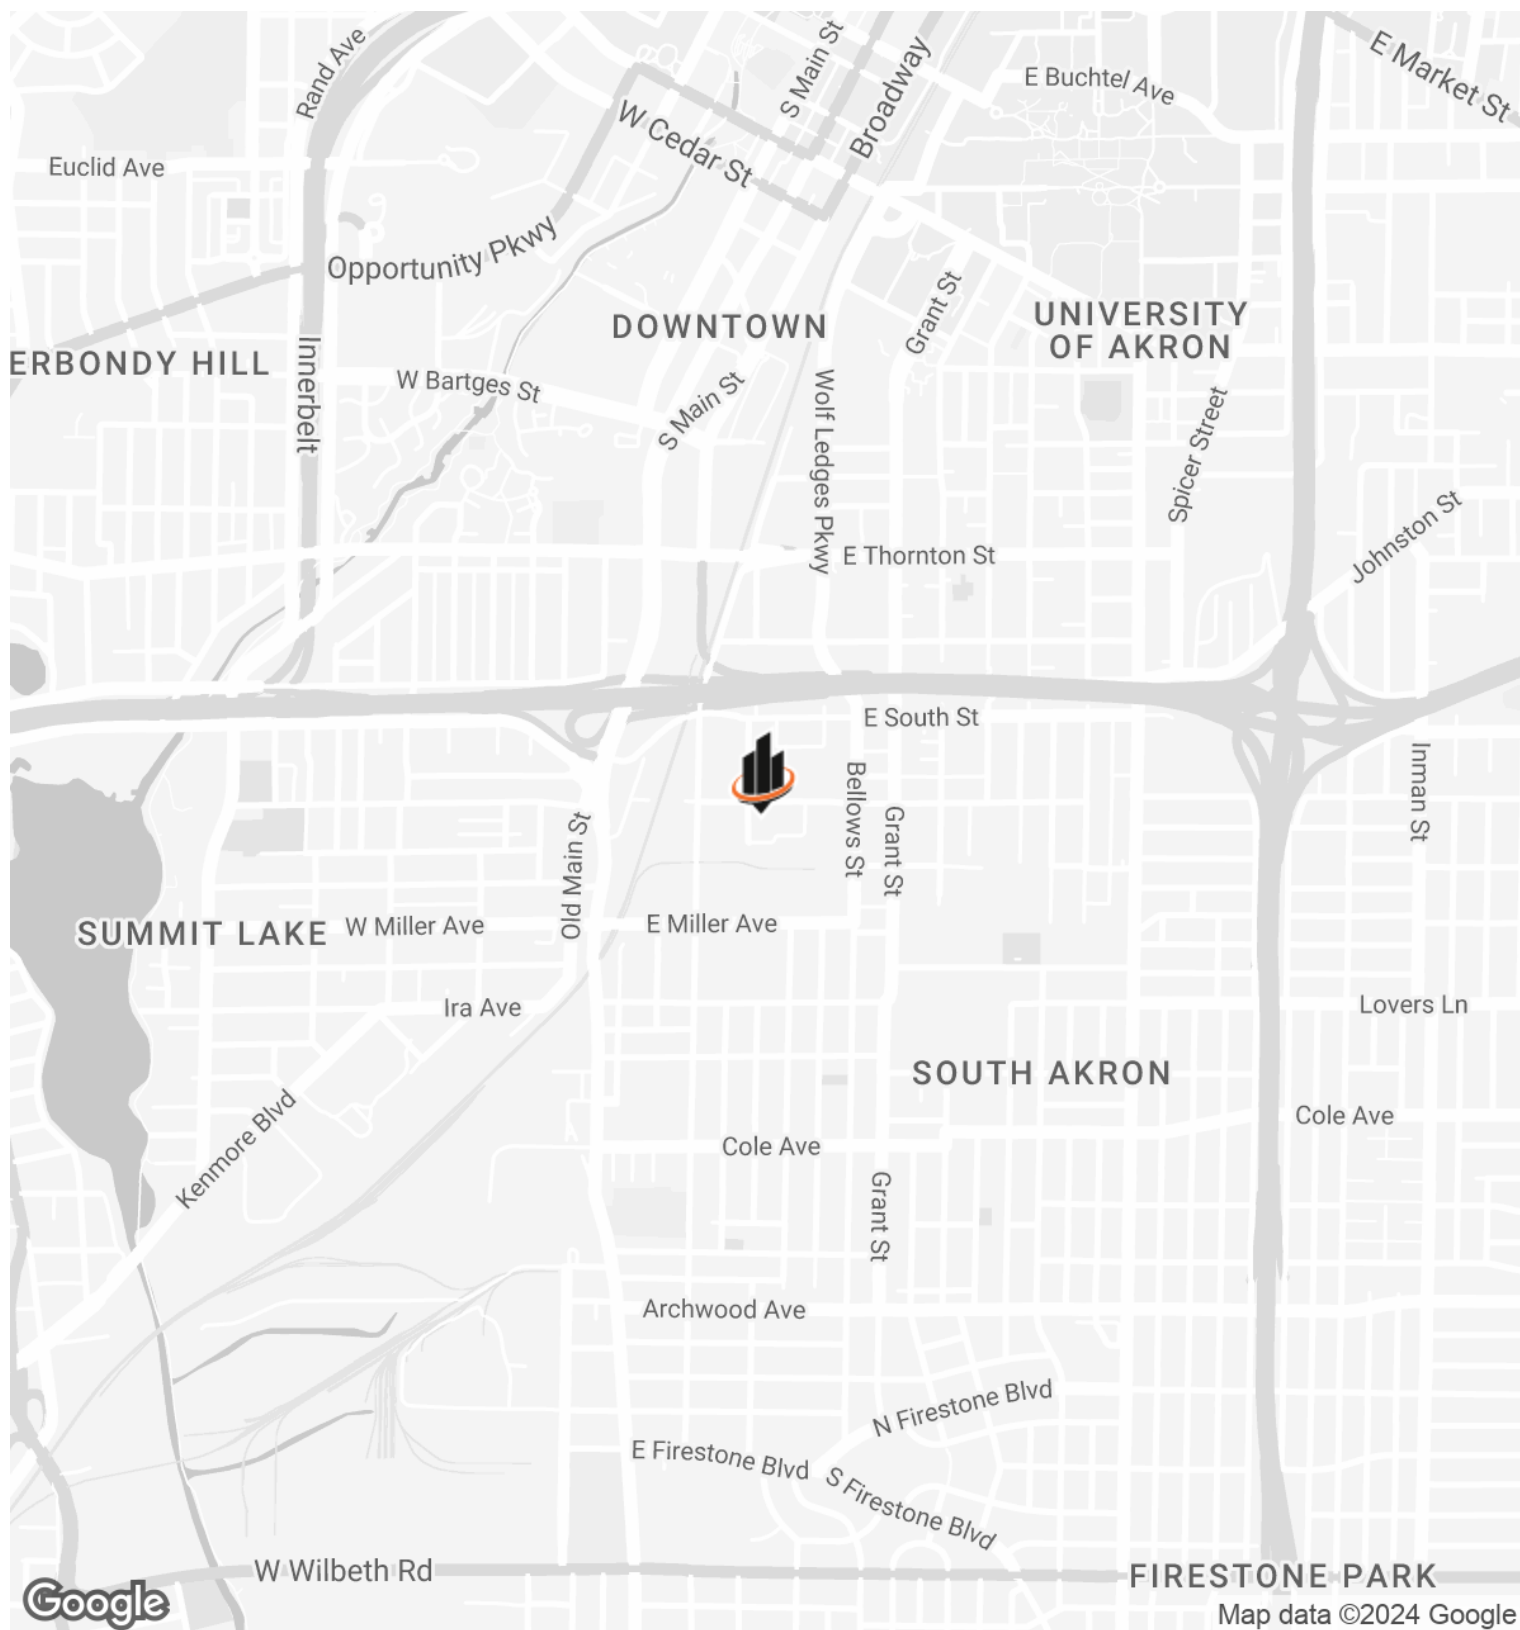 Rand Ave
S Main St
Broadway
E Buchtel Ave
E Market St
W Cedar St
Euclid Ave
Opportunity Pkwy
Grant St
DOWNTOWN
UNIVERSITY
OF AKRON
ERBONDY HILL
Innerbelt
W Bartges St
S Main St
Wolf Ledges Pkwy
Spicer Street
Johnston St
E Thornton St
E South St
Bellows St
Grant St
Inman St
Old Main St
SUMMIT LAKE
W Miller Ave
E Miller Ave
Ira Ave
Lovers Ln
SOUTH AKRON
Kenmore Blvd
Cole Ave
Cole Ave
Grant St
Archwood Ave
N Firestone Blvd
E Firestone Blvd
S Firestone Blvd
W Wilbeth Rd
FIRESTONE PARK
Google
Map data ©2024 Google